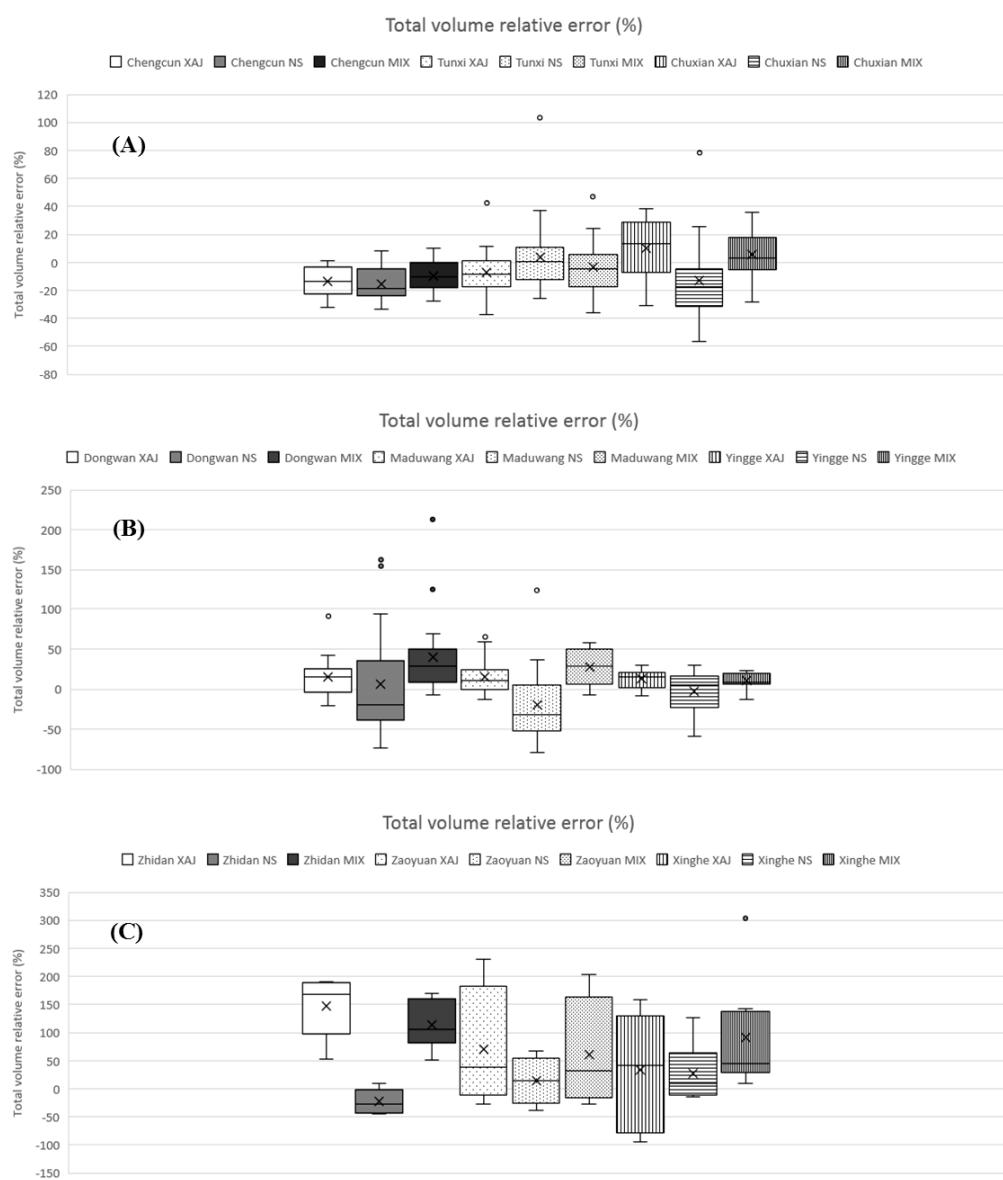 Total volume relative error (%)
Chengcun XAJ Chengcun NS Chengcun MIX Tunxi XAJ Tunxi NS Tunxi MIX Chuxian XAJ Chuxian NS Chuxian MIX
Total volume relative error (%)
(A)
120
100
80
60
40
20
0
-20
-40
-60
-80
Total volume relative error (%)
Dongwan XAJ Dongwan NS Dongwan MIX Maduwang XAJ Maduwang NS Maduwang MIX Yingge XAJ Yingge NS Yingge MIX
Total volume relative error (%)
(B)
250
200
150
100
50
0
-50
-100
Total volume relative error (%)
Zhidan XAJ Zhidan NS Zhidan MIX Zaoyuan XAJ Zaoyuan NS Zaoyuan MIX Xinghe XAJ Xinghe NS Xinghe MIX
Total volume relative error (%)
(C)
350
300
250
200
150
100
50
0
-50
-100
-150